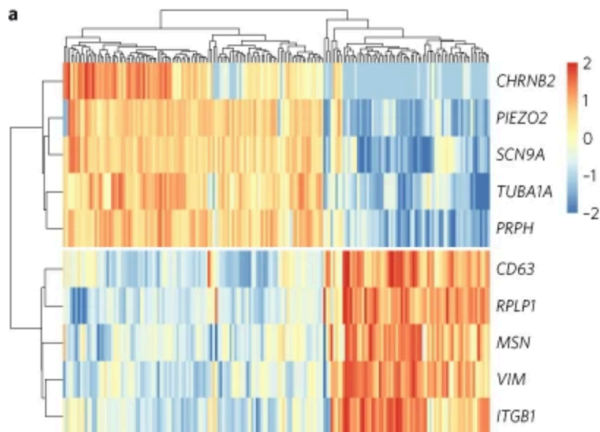 a
CHRNB2
PIEZO2
SCN9A
TUBA1A
PRPH
CD63
RPLP1
MSN
VIM
ITGB1
2
1
0
-1
-2